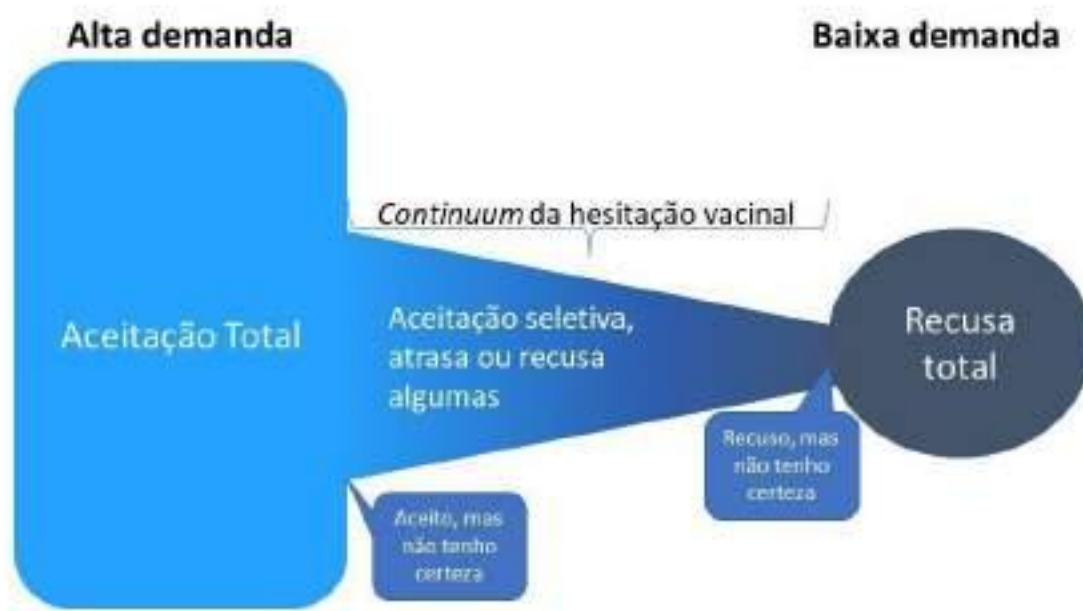 Alta demanda
Baixa demanda
Continuum da hesitação vacinal
Aceitação Total
Aceitação seletiva,
atrasa ou recusa
algumas
Recusa
total
Recuso, mas
não tenho
certeza
Aceito, mas
não tenho
certeza